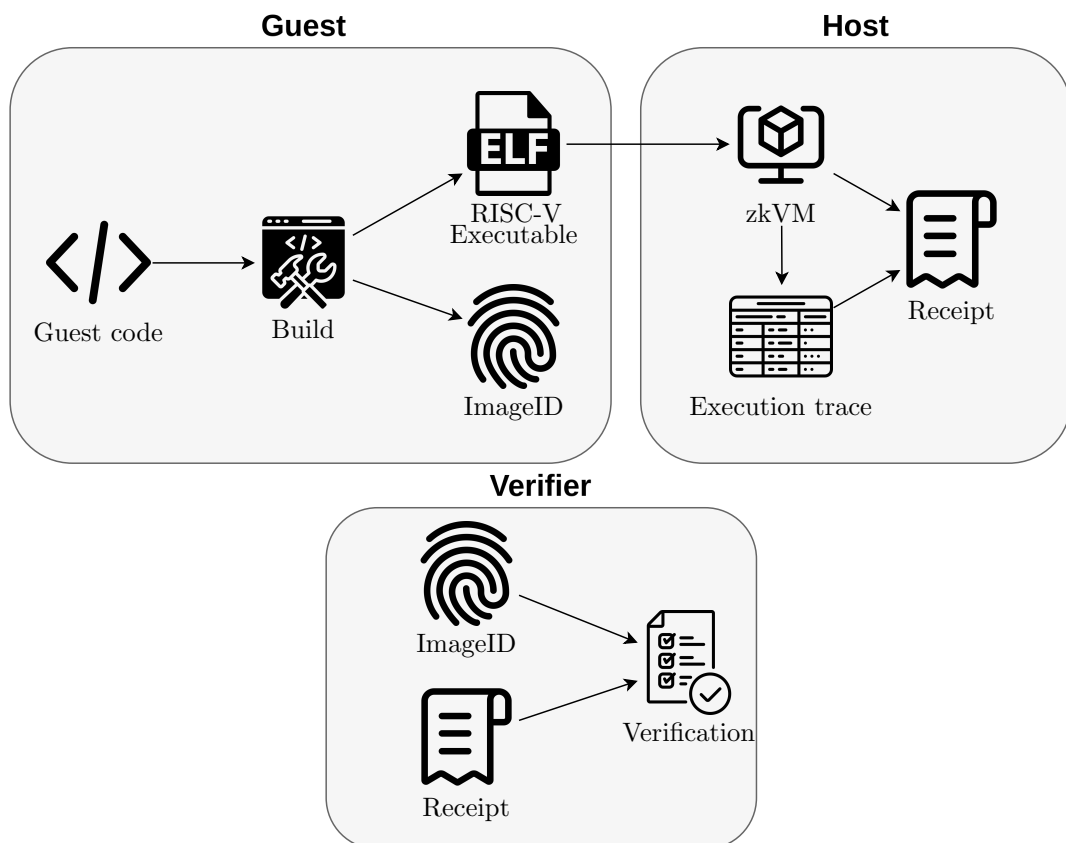 Guest
Host
ELF
RISC-V
Executable
zkVM
</>
Guest code
</>
Build
ImageID
Receipt
Execution trace
Verifier
ImageID
Receipt
Verification